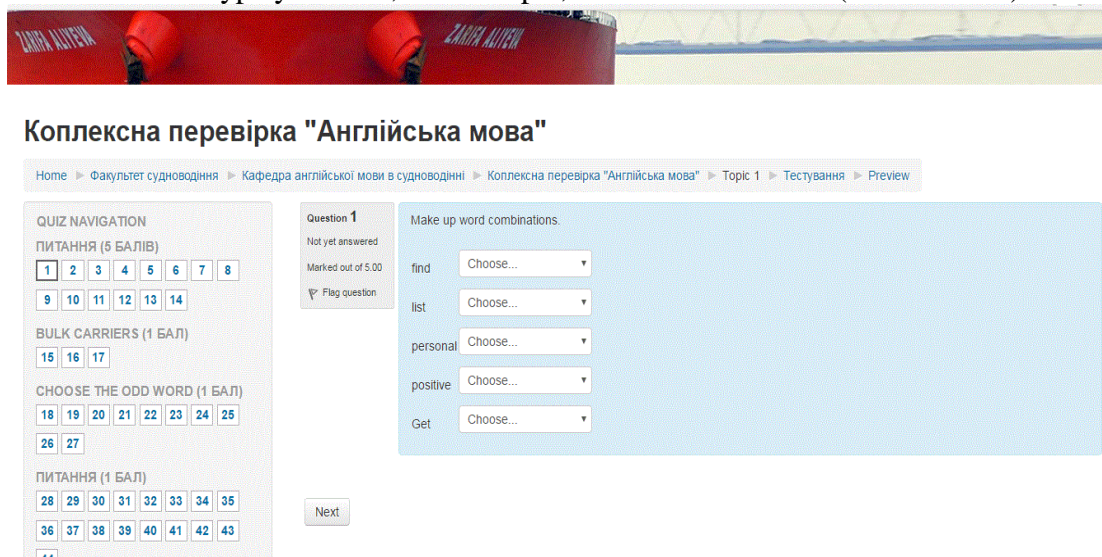 ZARIFA ALIYEVA
ZARIFA ALIYEVA
Коплексна перевірка "Англійська мова"
Home ► Факультет судноводіння ► Кафедра англійської мови в судноводінні ► Коплексна перевірка "Англійська мова" ► Topic 1 ► Тестування ► Preview
QUIZ NAVIGATION
ПИТАННЯ (5 БАЛІВ)
1 2 3 4 5 6 7 8
9 10 11 12 13 14
BULK CARRIERS (1 БАЛ)
15 16 17
CHOOSE THE ODD WORD (1 БАЛ)
18 19 20 21 22 23 24 25
26 27
ПИТАННЯ (1 БАЛ)
28 29 30 31 32 33 34 35
36 37 38 39 40 41 42 43
Question 1
Not yet answered
Marked out of 5.00
Flag question
Make up word combinations.
find Choose...
list Choose...
personal Choose...
positive Choose...
Get Choose...
Next